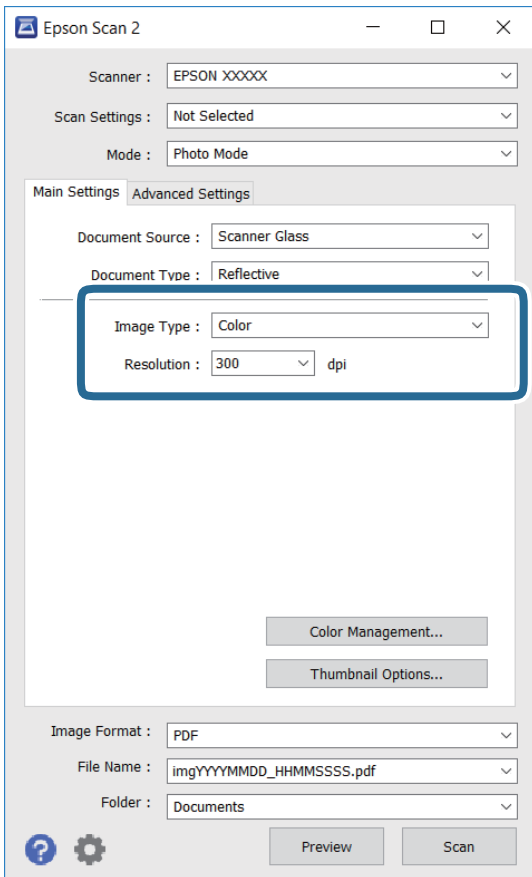 Epson Scan 2
Scanner : EPSON XXXXX
Scan Settings : Not Selected
Mode : Photo Mode
Main Settings Advanced Settings
Document Source : Scanner Glass
Document Type : Reflective
Image Type : Color
Resolution : 300 dpi
Color Management...
Thumbnail Options...
Image Format : PDF
File Name : imgYYYYMMDD_HHMMSSSS.pdf
Folder : Documents
? Preview Scan